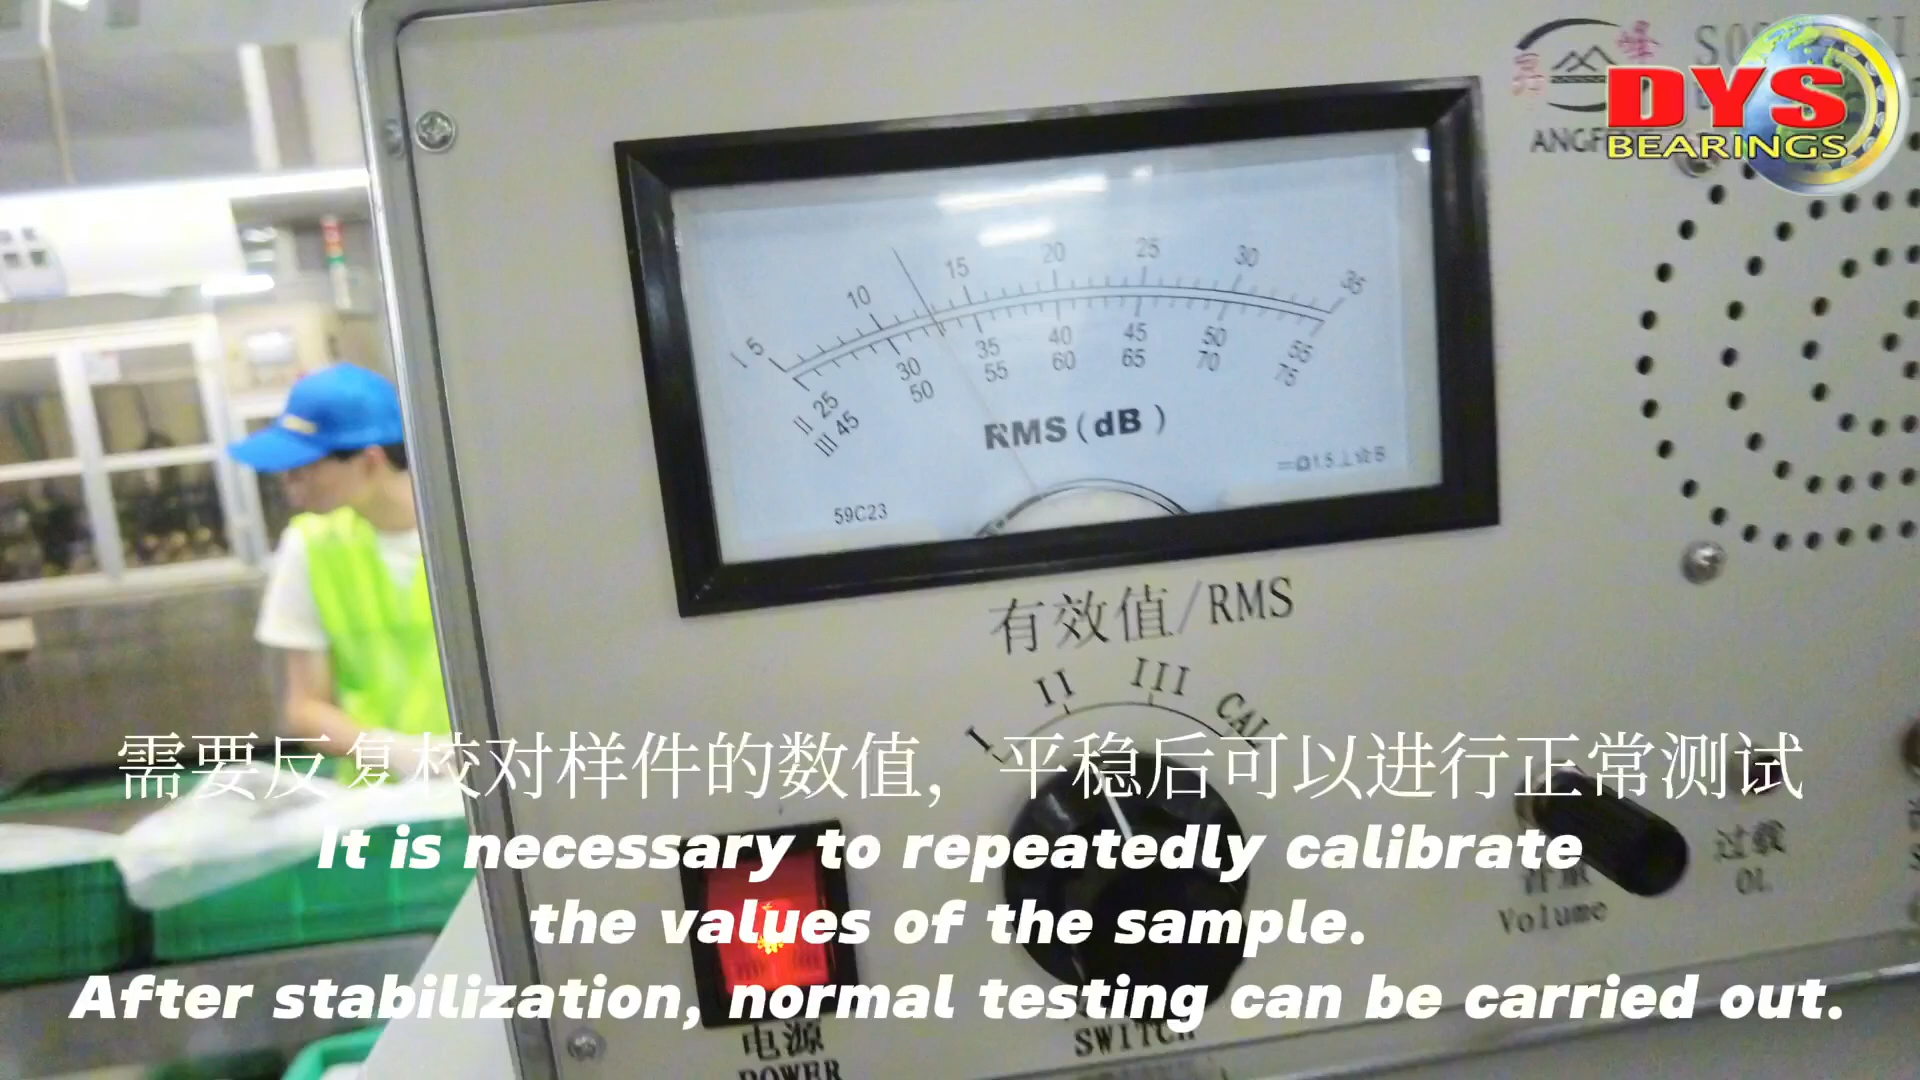 DYS
BEARINGS
5 10 15 20 25 30 35
I
II 25 30 35 40 45 50 55
III 45 50 55 60 65 70 75
RMS(dB)
59C23
有效值/RMS
I II III CAL
需要反复校对样件的数值，平稳后可以进行正常测试
It is necessary to repeatedly calibrate
the values of the sample.
After stabilization, normal testing can be carried out.
过载
OL
Volume
电源
POWER
SWITCH